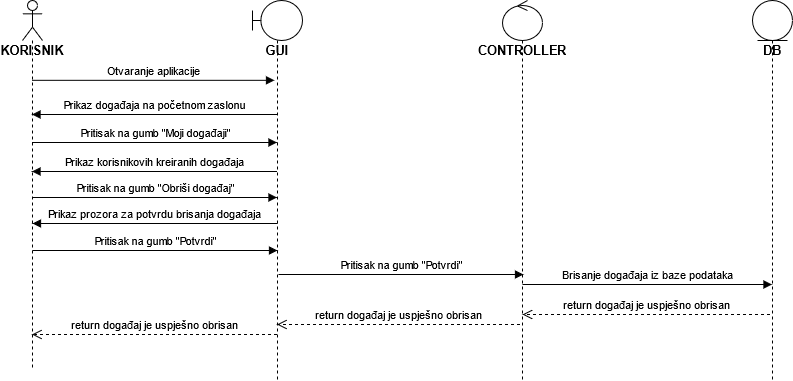 KORISNIK
GUI
CONTROLLER
DB
Otvaranje aplikacije
Prikaz događaja na početnom zaslonu
Pritisak na gumb "Moji događaji"
Prikaz korisnikovih kreiranih događaja
Pritisak na gumb "Obriši događaj"
Prikaz prozora za potvrdu brisanja događaja
Pritisak na gumb "Potvrdi"
Pritisak na gumb "Potvrdi"
Brisanje događaja iz baze podataka
return događaj je uspješno obrisan
return događaj je uspješno obrisan
return događaj je uspješno obrisan